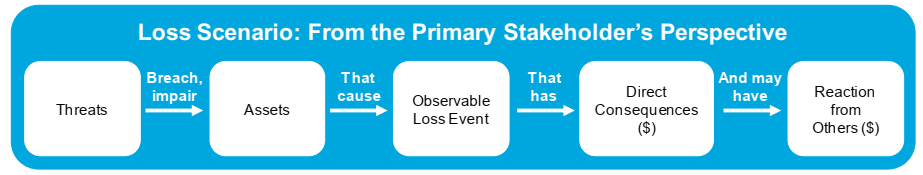 Loss Scenario: From the Primary Stakeholder's Perspective
Threats
Breach,
impair
Assets
That
cause
Observable
Loss Event
That
has
Direct
Consequences
($)
And may
have
Reaction
from
Others ($)